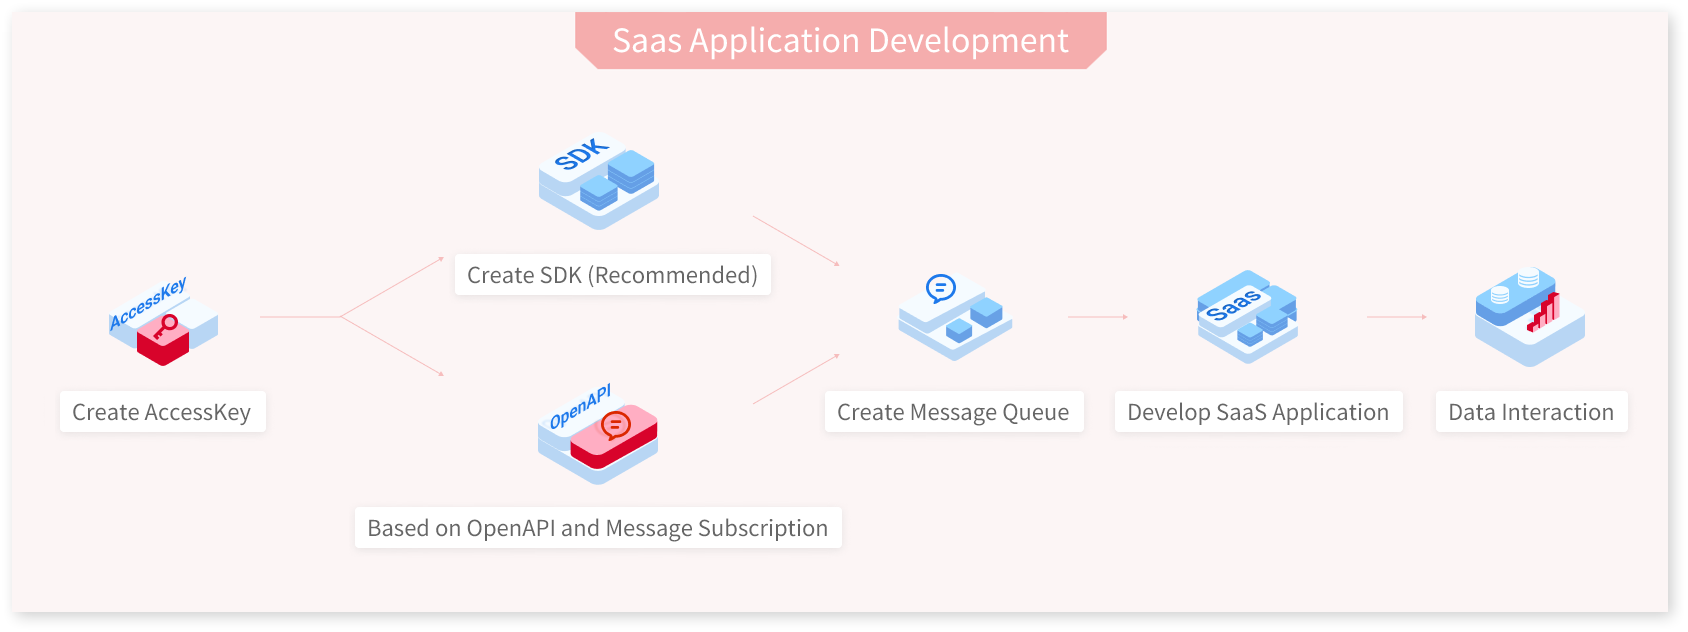 Saas Application Development
SDK
Create SDK (Recommended)
AccessKey
Create AccessKey
OpenAPI
Based on OpenAPI and Message Subscription
Create Message Queue
Saas
Develop SaaS Application
Data Interaction